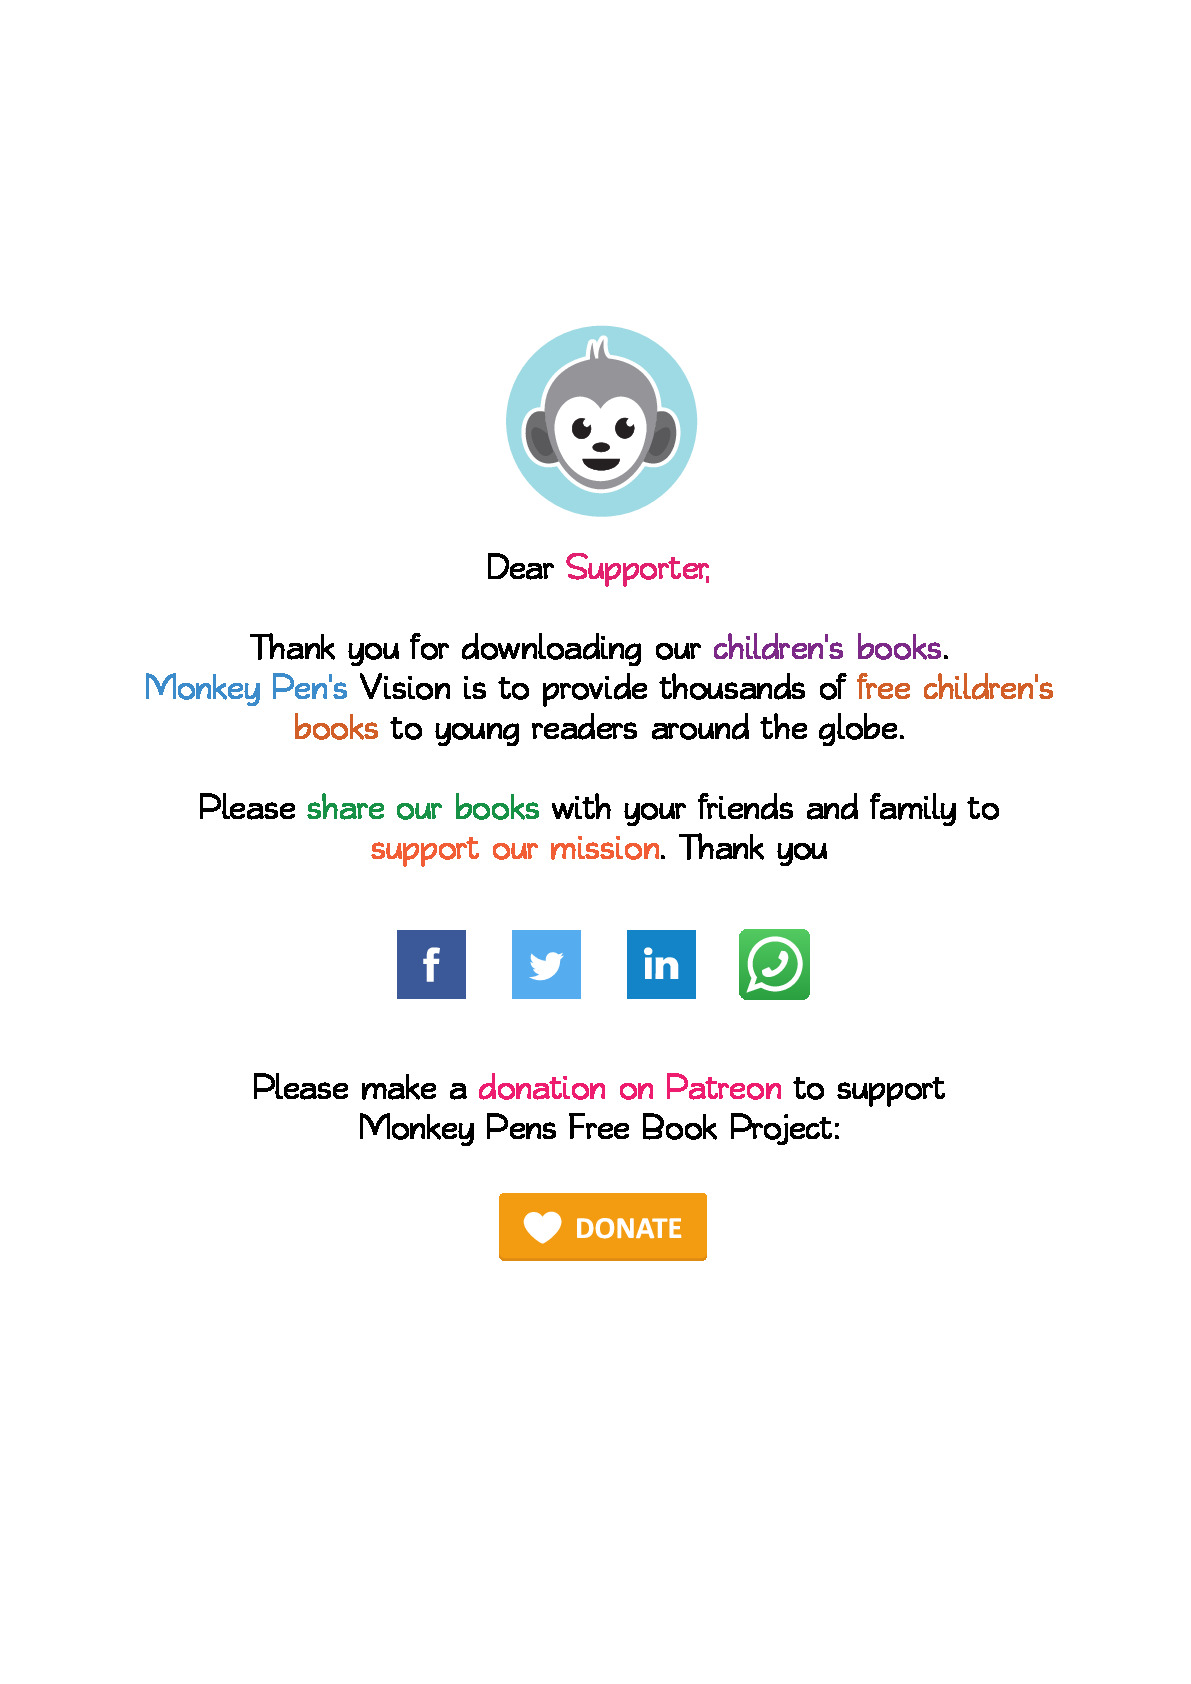 Dear Supporter,
Thank you for downloading our children's books.
Monkey Pen's Vision is to provide thousands of free children's
books to young readers around the globe.
Please share our books with your friends and family to
support our mission. Thank you
f
in
Please make a donation on Patreon to support
Monkey Pens Free Book Project:
DONATE